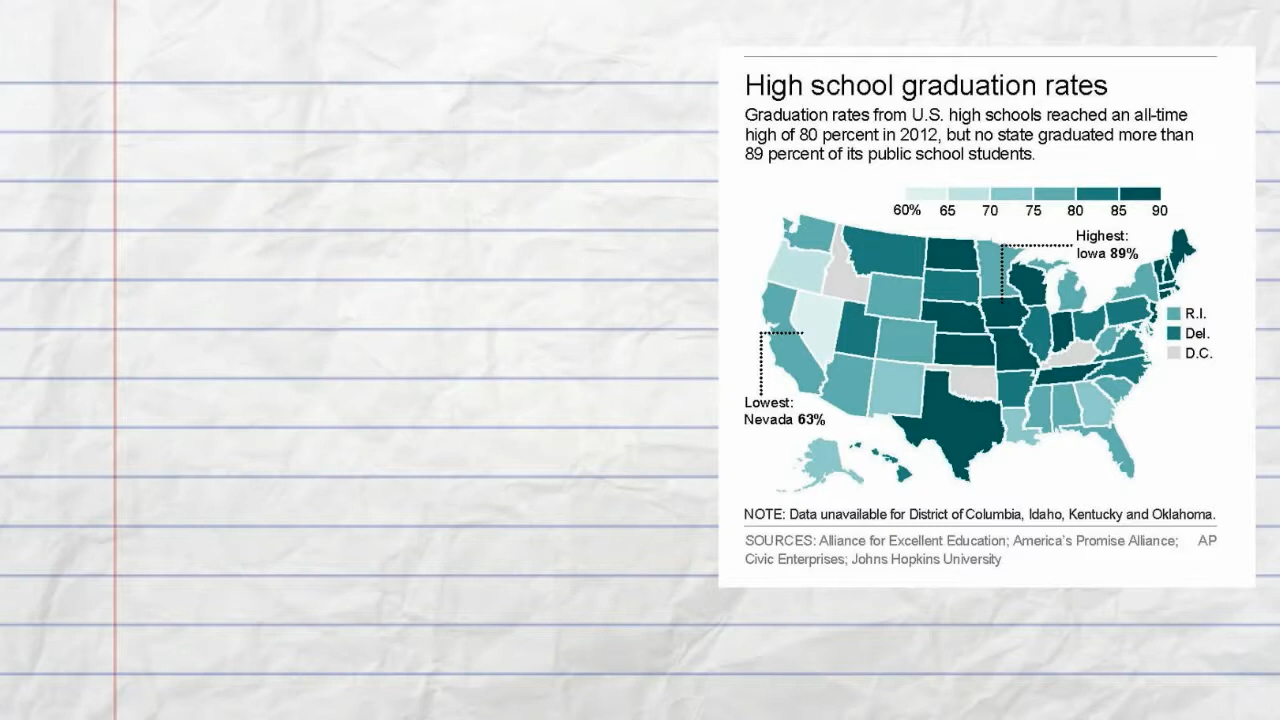 High school graduation rates
Graduation rates from U.S. high schools reached an all-time
high of 80 percent in 2012, but no state graduated more than
89 percent of its public school students.
60% 65 70 75 80 85 90
Highest:
Iowa 89%
R.I.
Del.
D.C.
Lowest:
Nevada 63%
NOTE: Data unavailable for District of Columbia, Idaho, Kentucky and Oklahoma.
SOURCES: Alliance for Excellent Education; America's Promise Alliance; AP
Civic Enterprises; Johns Hopkins University